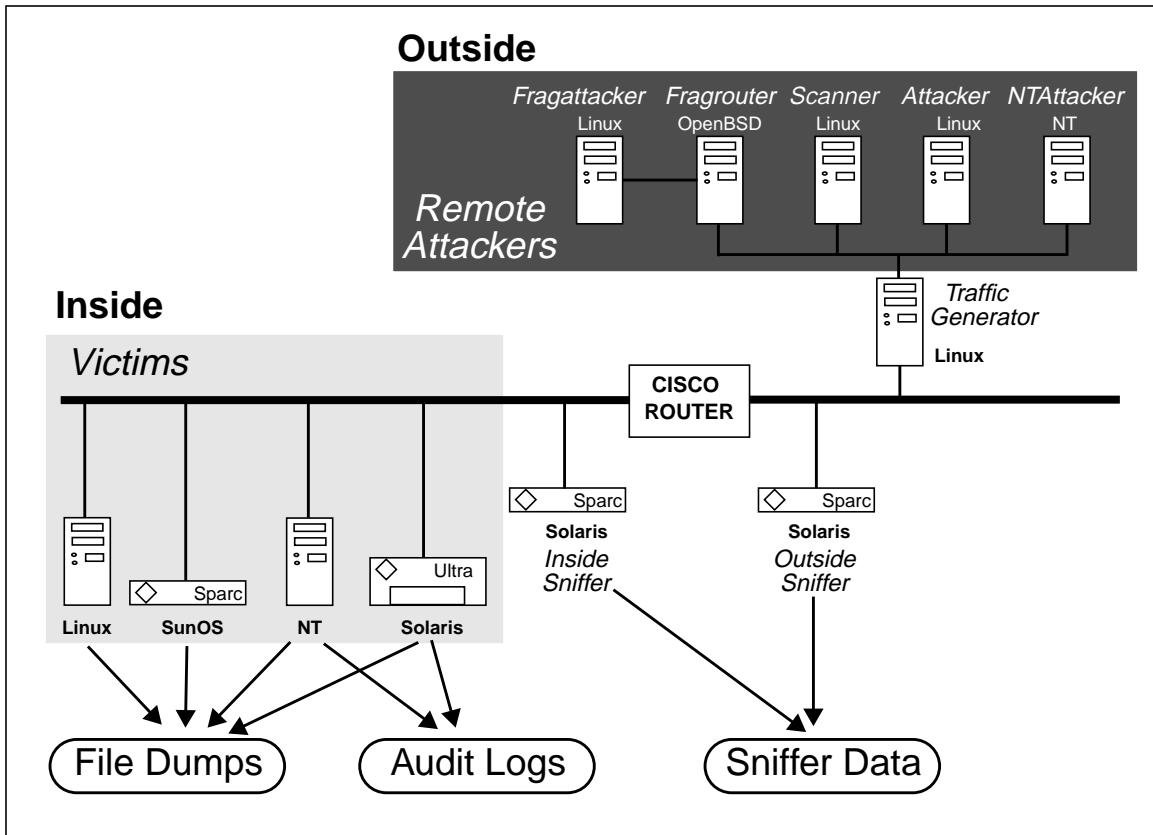 Outside
Fragattacker Fragrouter Scanner Attacker NTAttacker
Linux OpenBSD Linux Linux NT
Remote
Attackers
Traffic
Generator
Linux
Inside
Victims
CISCO
ROUTER
Sparc
Solaris
Inside
Sniffer
Sparc
Solaris
Outside
Sniffer
Sparc
Ultra
Linux SunOS NT Solaris
File Dumps
Audit Logs
Sniffer Data